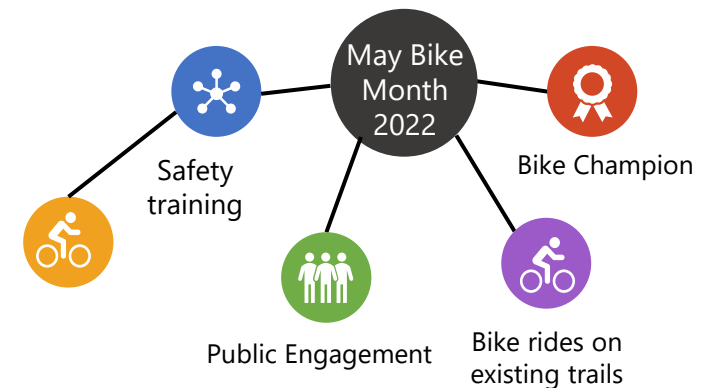 May Bike
Month
2022
Safety
training
Bike Champion
Public Engagement
Bike rides on
existing trails